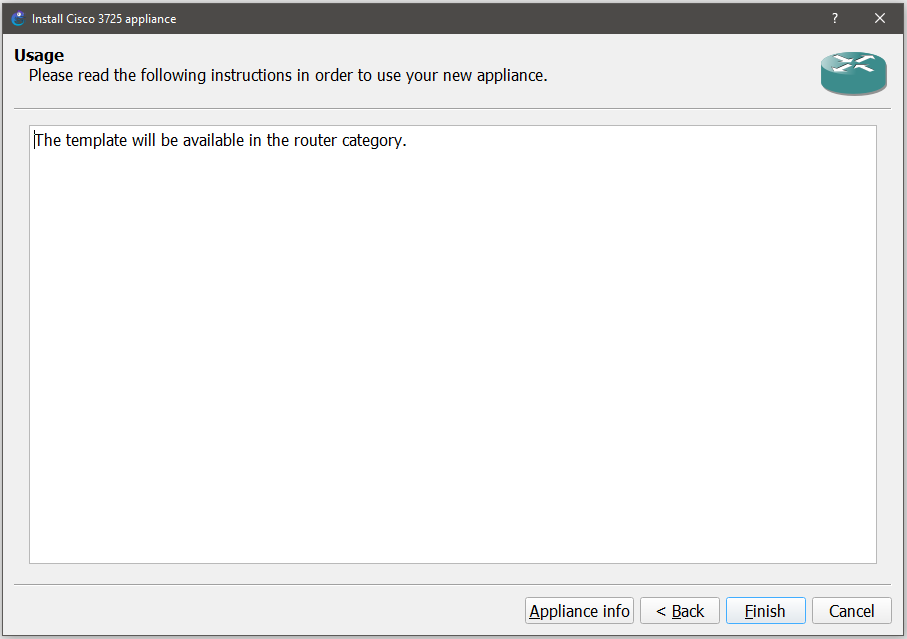 Install Cisco 3725 appliance
?
Usage
Please read the following instructions in order to use your new appliance.
The template will be available in the router category.
Appliance info
< Back
Finish
Cancel